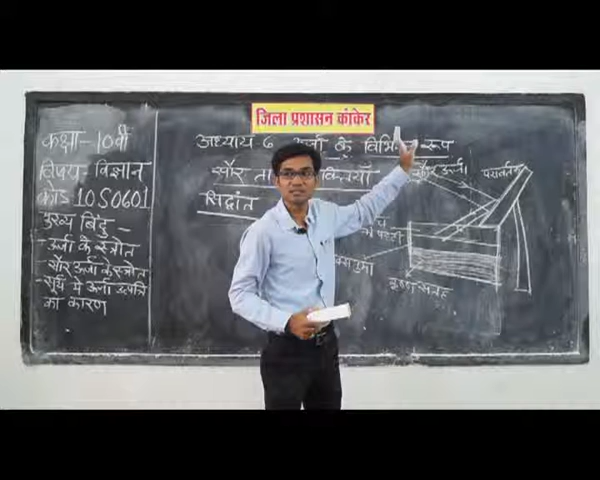 जिला प्रशासन कांकेर
कक्षा-10वीं
विषय-विज्ञान
कोड 10S0601
मुख्य बिंदु-
-ऊर्जा के स्त्रोत
-सौर ऊर्जा के स्त्रोत
-सूर्य में ऊर्जा उत्पत्ति
का कारण
अध्याय 6 ऊर्जा के विभिन्न रूप
सौर
सिद्धांत
सौर ऊर्जा
परावर्तक
कृष्ण सतह